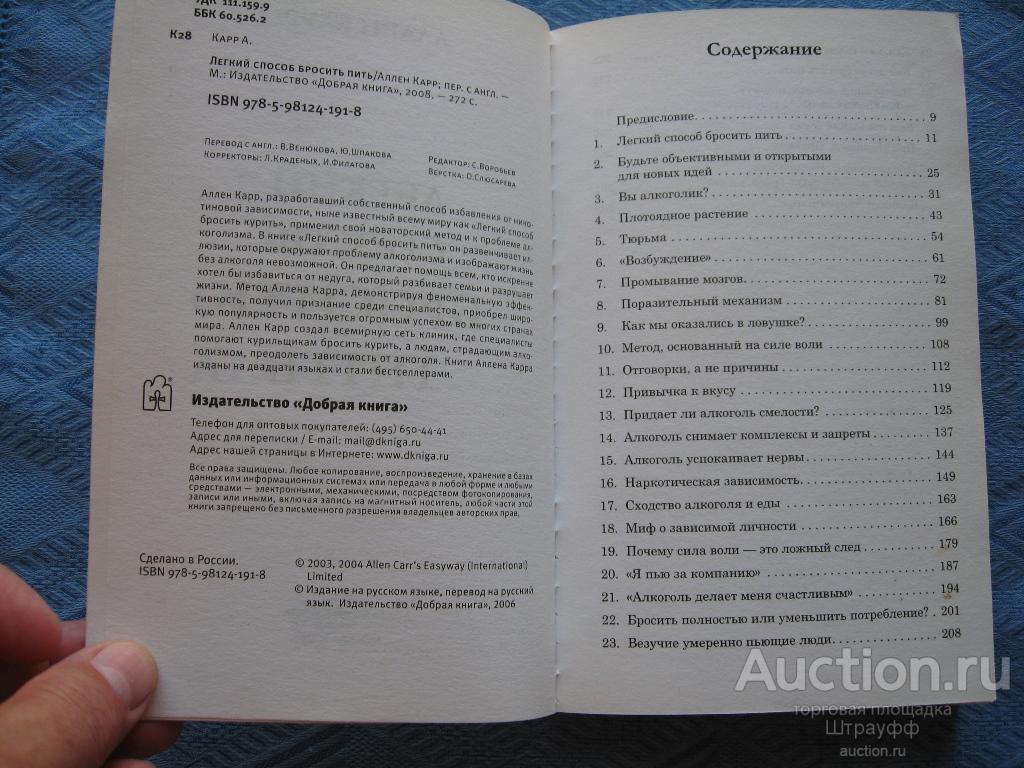 УДК 111.159.9
ББК 60.526.2
К28 Карр А.
Легкий способ бросить пить/Аллен Карр; пер. с англ. –
М.: Издательство «Добрая книга», 2008. — 272 с.
ISBN 978-5-98124-191-8
Перевод с англ.: В.Венюкова, Ю.Шпакова
Корректоры: Л.Краденых, И.Филатова
Редактор: С.Воробьев
Верстка: О.Слюсарева
Аллен Карр, разработавший собственный способ избавления от нико-
тиновой зависимости, ныне известный всему миру как «Легкий способ
бросить курить», применил свой новаторский метод и к проблеме ал-
коголизма. В книге «Легкий способ бросить пить» он развенчивает ил-
люзии, которые окружают проблему алкоголизма и изображают жизнь
без алкоголя невозможной. Он предлагает помощь всем, кто искренне
хотел бы избавиться от недуга, который разбивает семьи и разрушает
жизни. Метод Аллена Карра, демонстрируя феноменальную эффек-
тивность, получил признание среди специалистов, приобрел широ-
кую популярность и пользуется огромным успехом во многих странах
мира. Аллен Карр создал всемирную сеть клиник, где специалисты
помогают курильщикам бросить курить, а людям, страдающим алко-
голизмом, преодолеть зависимость от алкоголя. Книги Аллена Карра
изданы на двадцати языках и стали бестселлерами.
Издательство «Добрая книга»
Телефон для оптовых покупателей: (495) 650-44-41
Адрес для переписки / E-mail: mail@dkniga.ru
Адрес нашей страницы в Интернете: www.dkniga.ru
Все права защищены. Любое копирование, воспроизведение, хранение в базах
данных или информационных системах или передача в любой форме и любыми
средствами — электронными, механическими, посредством фотокопирования,
записи или иными, включая запись на магнитный носитель, любой части этой
книги запрещено без письменного разрешения владельцев авторских прав.
Сделано в России.
ISBN 978-5-98124-191-8
© 2003, 2004 Allen Carr's Easyway (International)
Limited
© Издание на русском языке, перевод на русский
язык. Издательство «Добрая книга», 2006
Содержание
Предисловие. 9
1. Легкий способ бросить пить 11
2. Будьте объективными и открытыми
для новых идей 25
3. Вы алкоголик? 31
4. Плотоядное растение 43
5. Тюрьма 54
6. «Возбуждение» 61
7. Промывание мозгов. 72
8. Поразительный механизм 81
9. Как мы оказались в ловушке? 99
10. Метод, основанный на силе воли 108
11. Отговорки, а не причины 112
12. Привычка к вкусу 119
13. Придает ли алкоголь смелости? 125
14. Алкоголь снимает комплексы и запреты 137
15. Алкоголь успокаивает нервы 144
16. Наркотическая зависимость. 149
17. Сходство алкоголя и еды 163
18. Миф о зависимой личности 166
19. Почему сила воли — это ложный след 179
20. «Я пью за компанию» 187
21. «Алкоголь делает меня счастливым» 194
22. Бросить полностью или уменьшить потребление? 201
23. Везучие умеренно пьющие люди. 208
Auction.ru
торговая площадка
Штрауфф
auction.ru